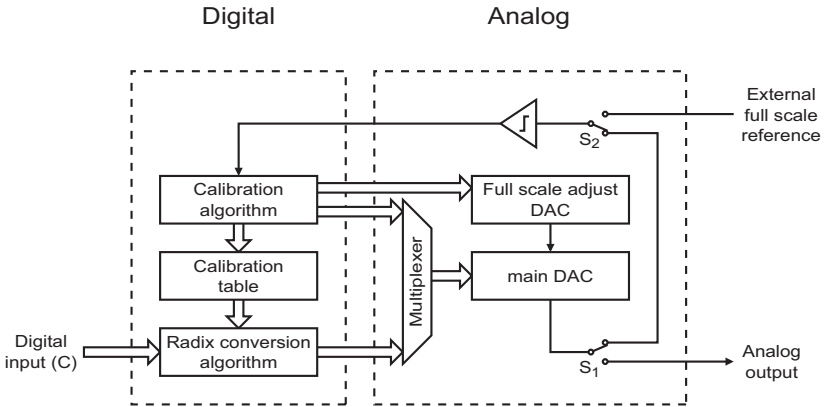 Digital
Analog
External
full scale
reference
S2
Calibration
algorithm
Full scale adjust
DAC
Multiplexer
Calibration
table
main DAC
Digital
input (C)
Radix conversion
algorithm
S1
Analog
output